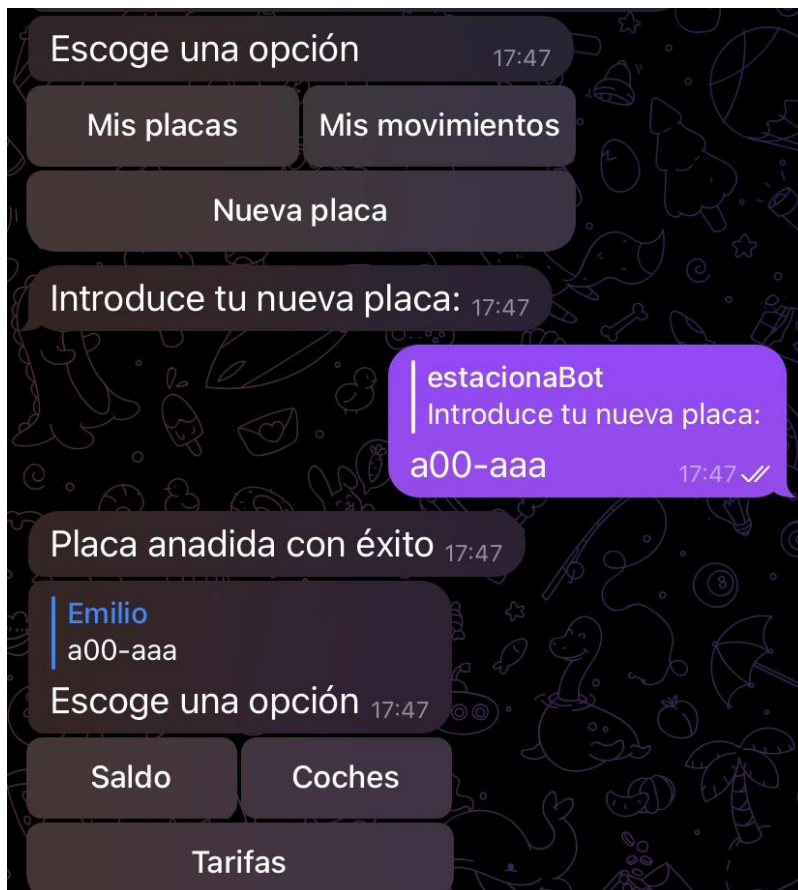 Escoge una opción 17:47
Mis placas Mis movimientos
Nueva placa
Introduce tu nueva placa: 17:47
estacionaBot
Introduce tu nueva placa:
a00-aaa 17:47
Placa anadida con éxito 17:47
Emilio
a00-aaa
Escoge una opción 17:47
Saldo Coches
Tarifas